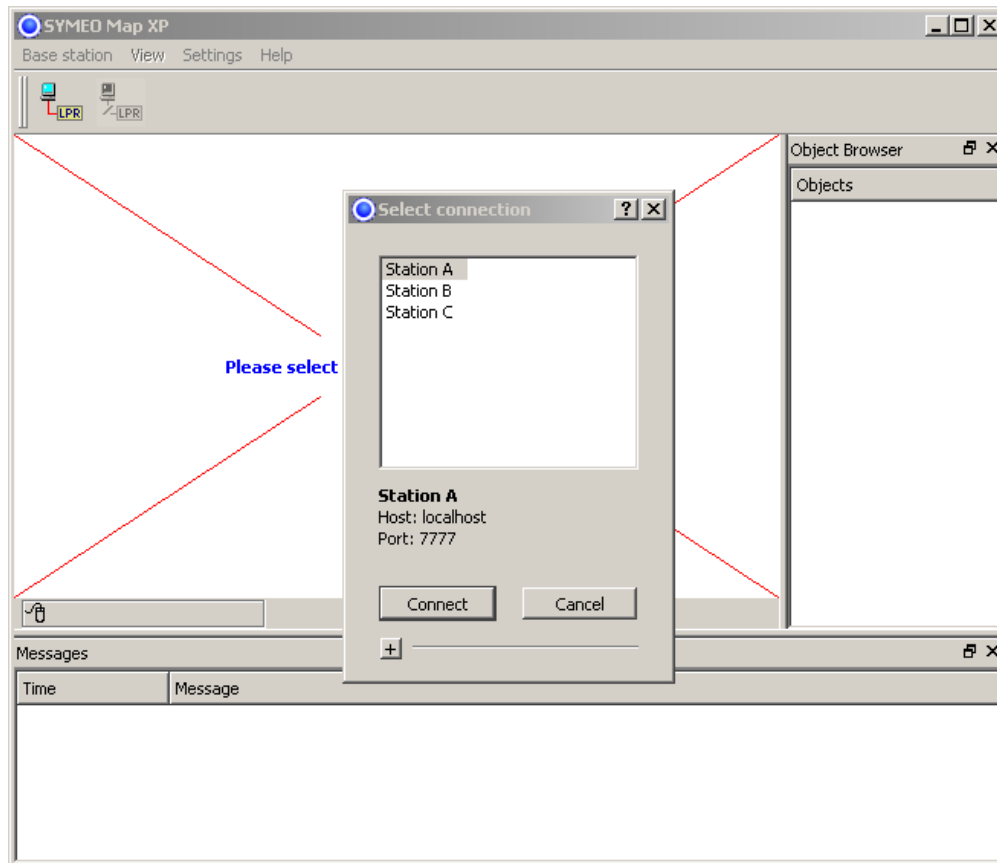 SYMEO Map XP
Base station View Settings Help
LPR LPR
Object Browser
Objects
Select connection
Station A
Station B
Station C
Please select
Station A
Host: localhost
Port: 7777
Connect Cancel
Messages
Time Message